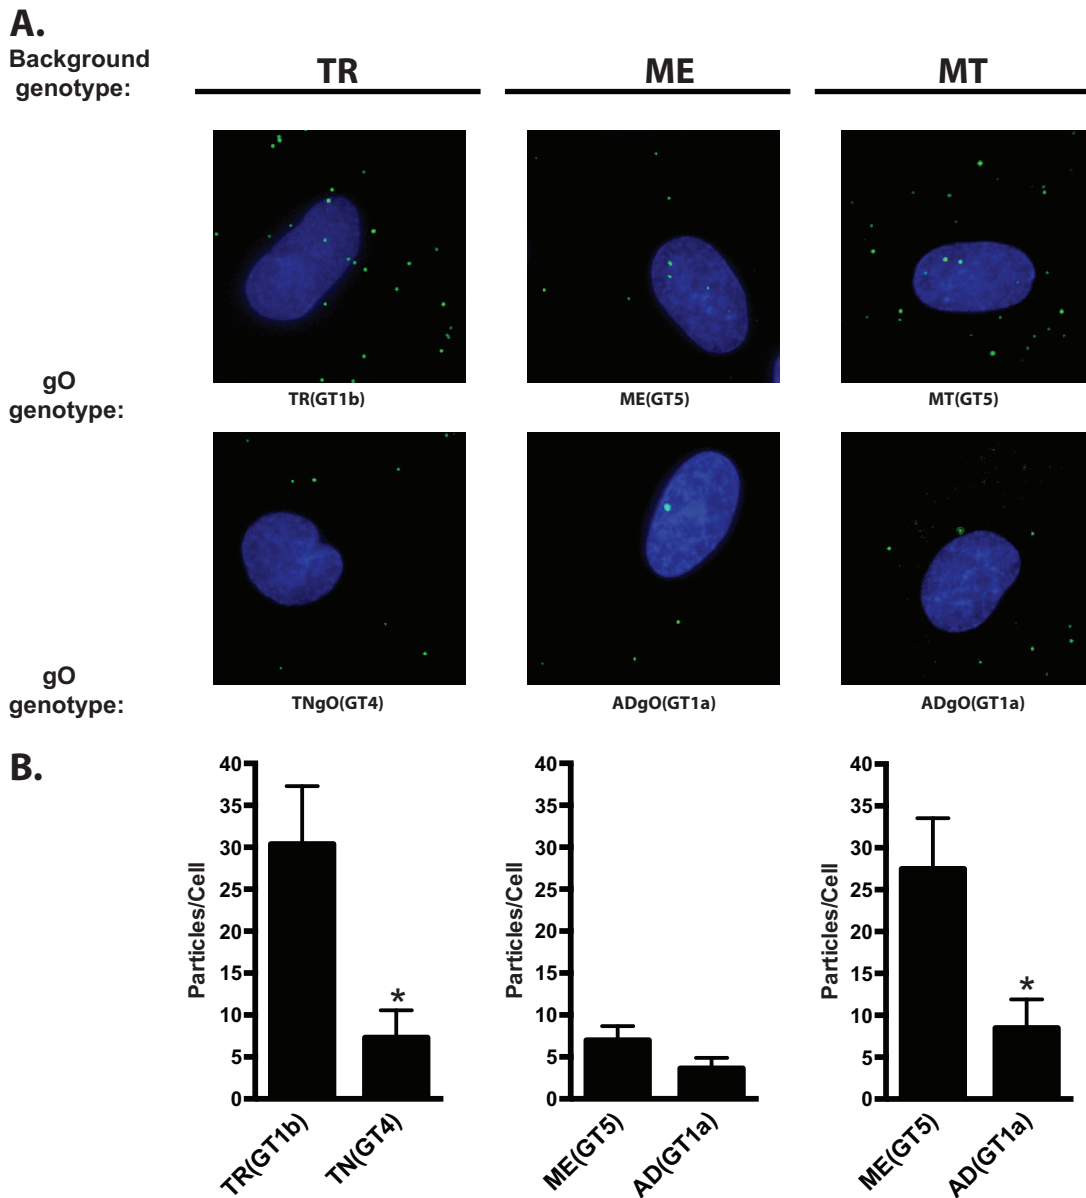 A.
Background
genotype:
TR
ME
MT
gO
genotype:
TR(GT1b)
ME(GT5)
MT(GT5)
gO
genotype:
TNgO(GT4)
ADgO(GT1a)
ADgO(GT1a)
B.
Particles/Cell
40
35
30
25
20
15
10
5
0
*
TR(GT1b)
TN(GT4)
Particles/Cell
40
35
30
25
20
15
10
5
0
ME(GT5)
AD(GT1a)
Particles/Cell
40
35
30
25
20
15
10
5
0
*
ME(GT5)
AD(GT1a)